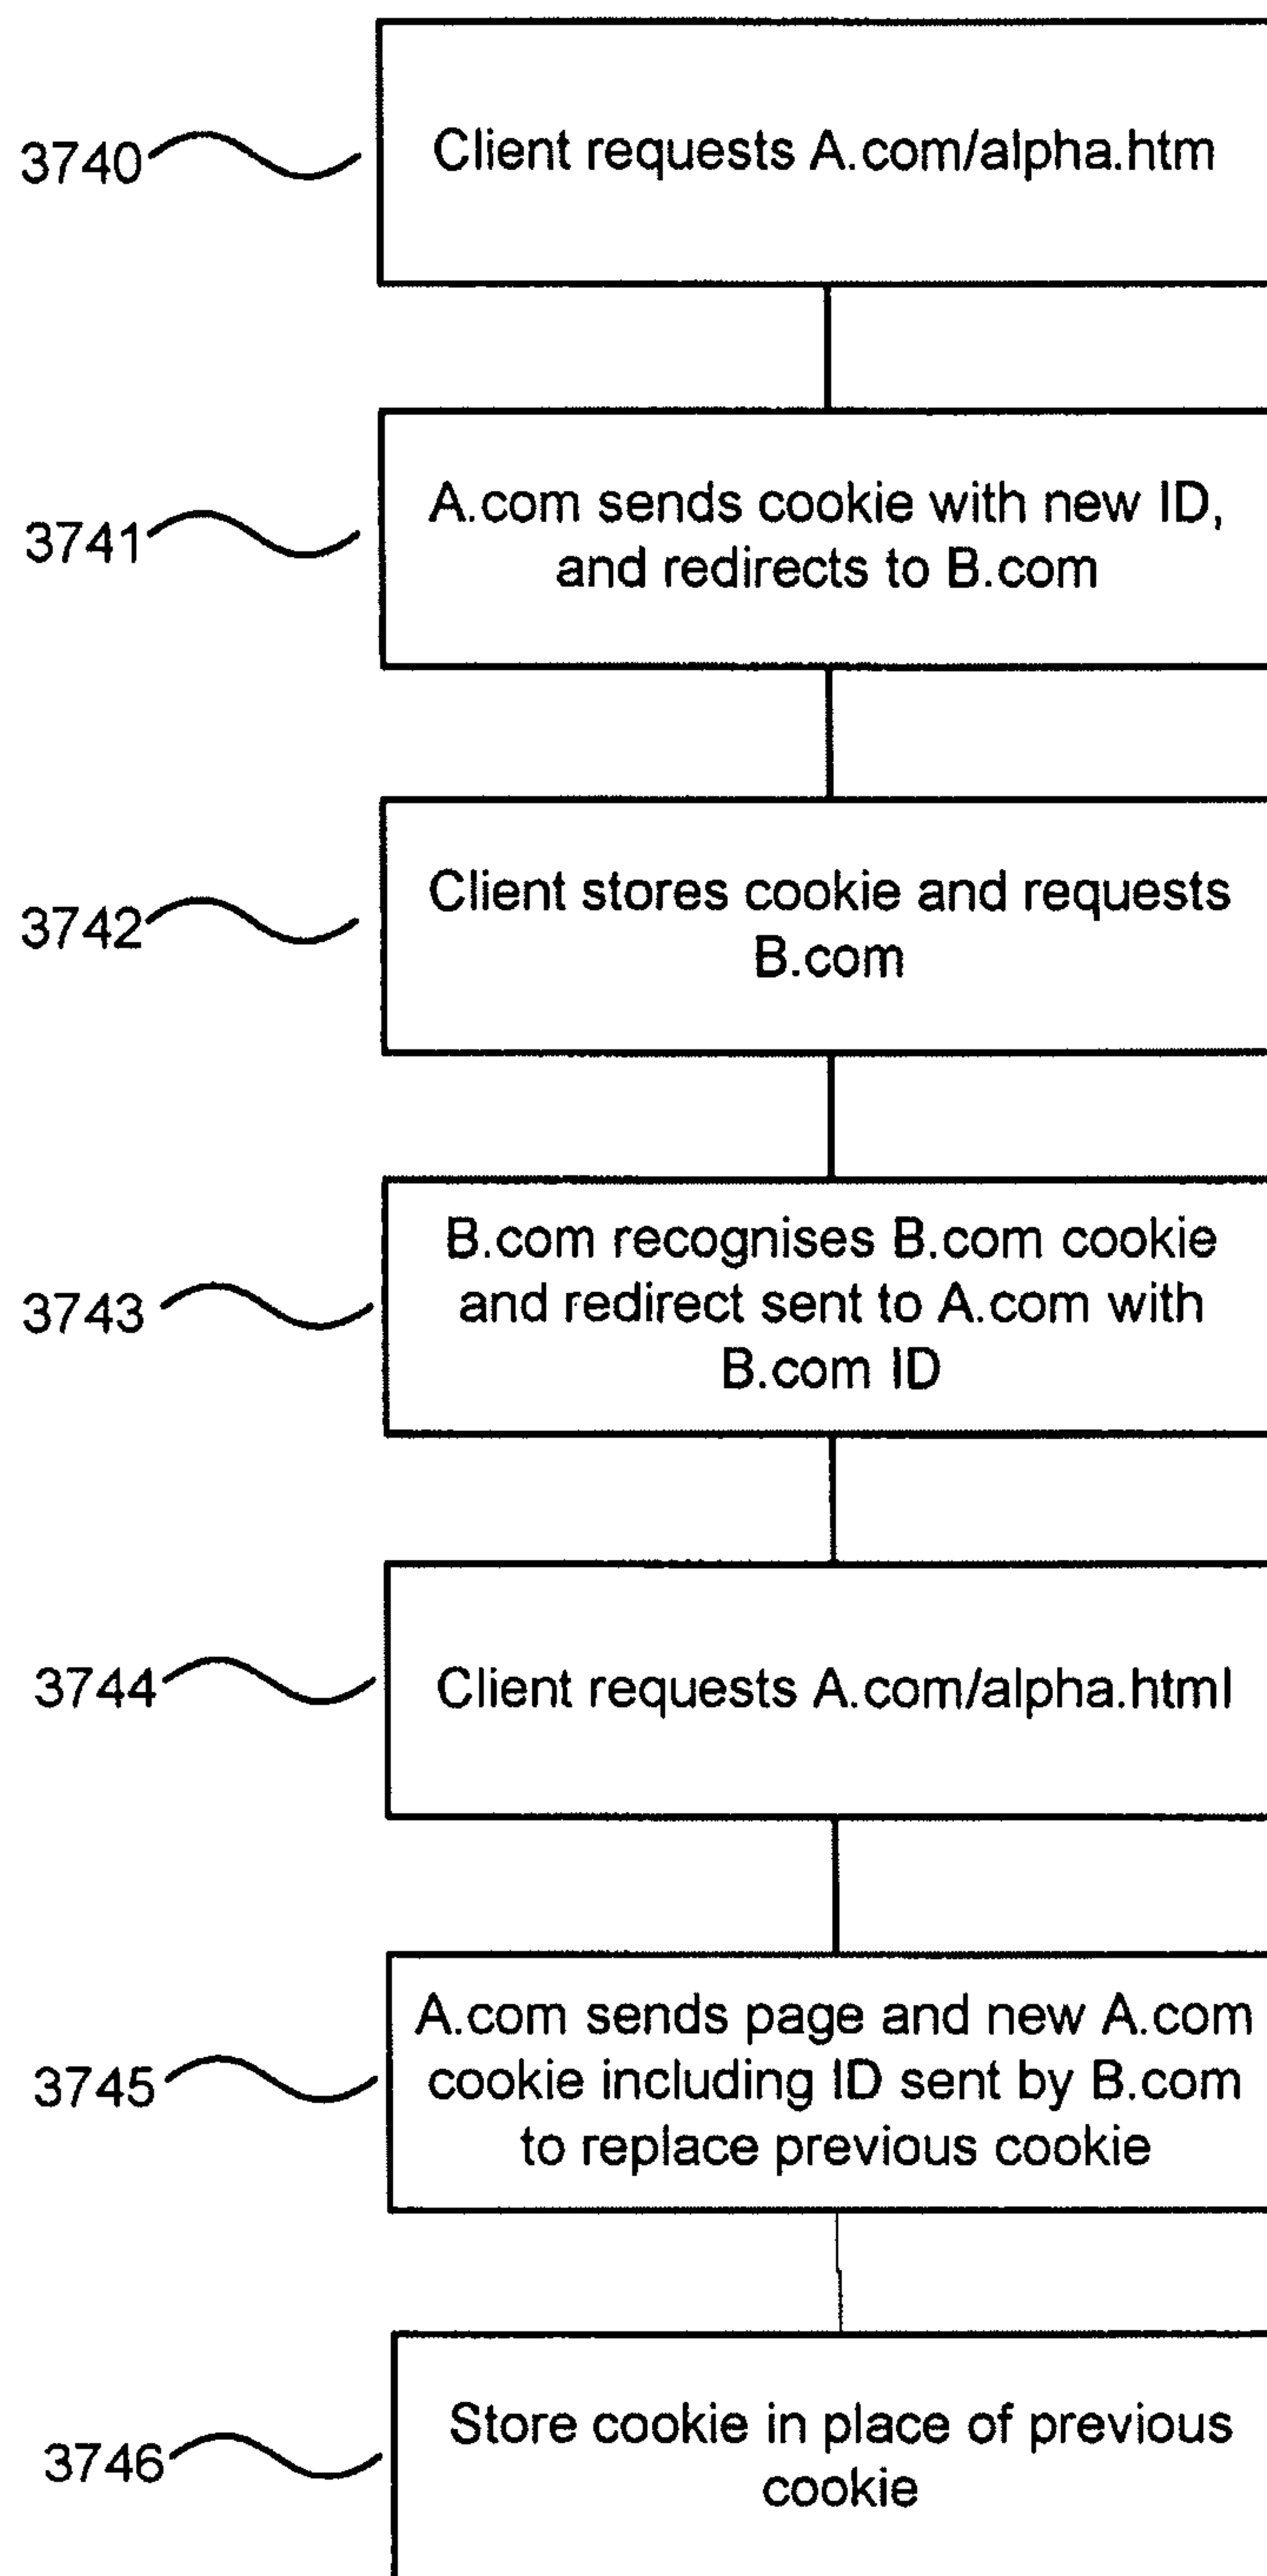 3740
Client requests A.com/alpha.htm
3741
A.com sends cookie with new ID,
and redirects to B.com
3742
Client stores cookie and requests
B.com
3743
B.com recognises B.com cookie
and redirect sent to A.com with
B.com ID
3744
Client requests A.com/alpha.html
3745
A.com sends page and new A.com
cookie including ID sent by B.com
to replace previous cookie
3746
Store cookie in place of previous
cookie